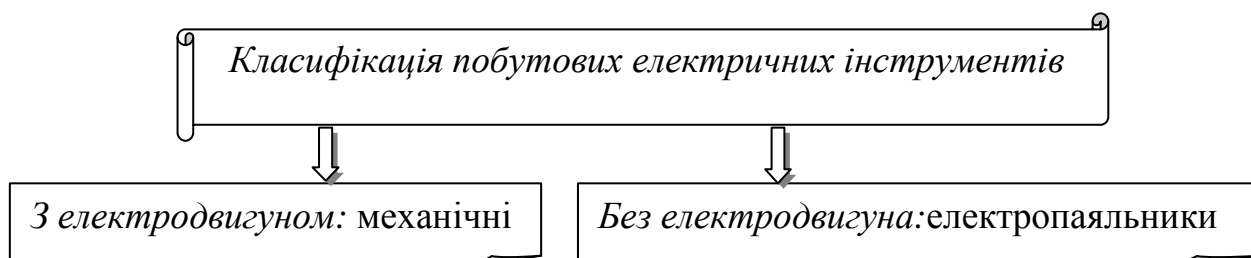 Класифікація побутових електричних інструментів
З електродвигуном: механічні
Без електродвигуна:електропаяльники